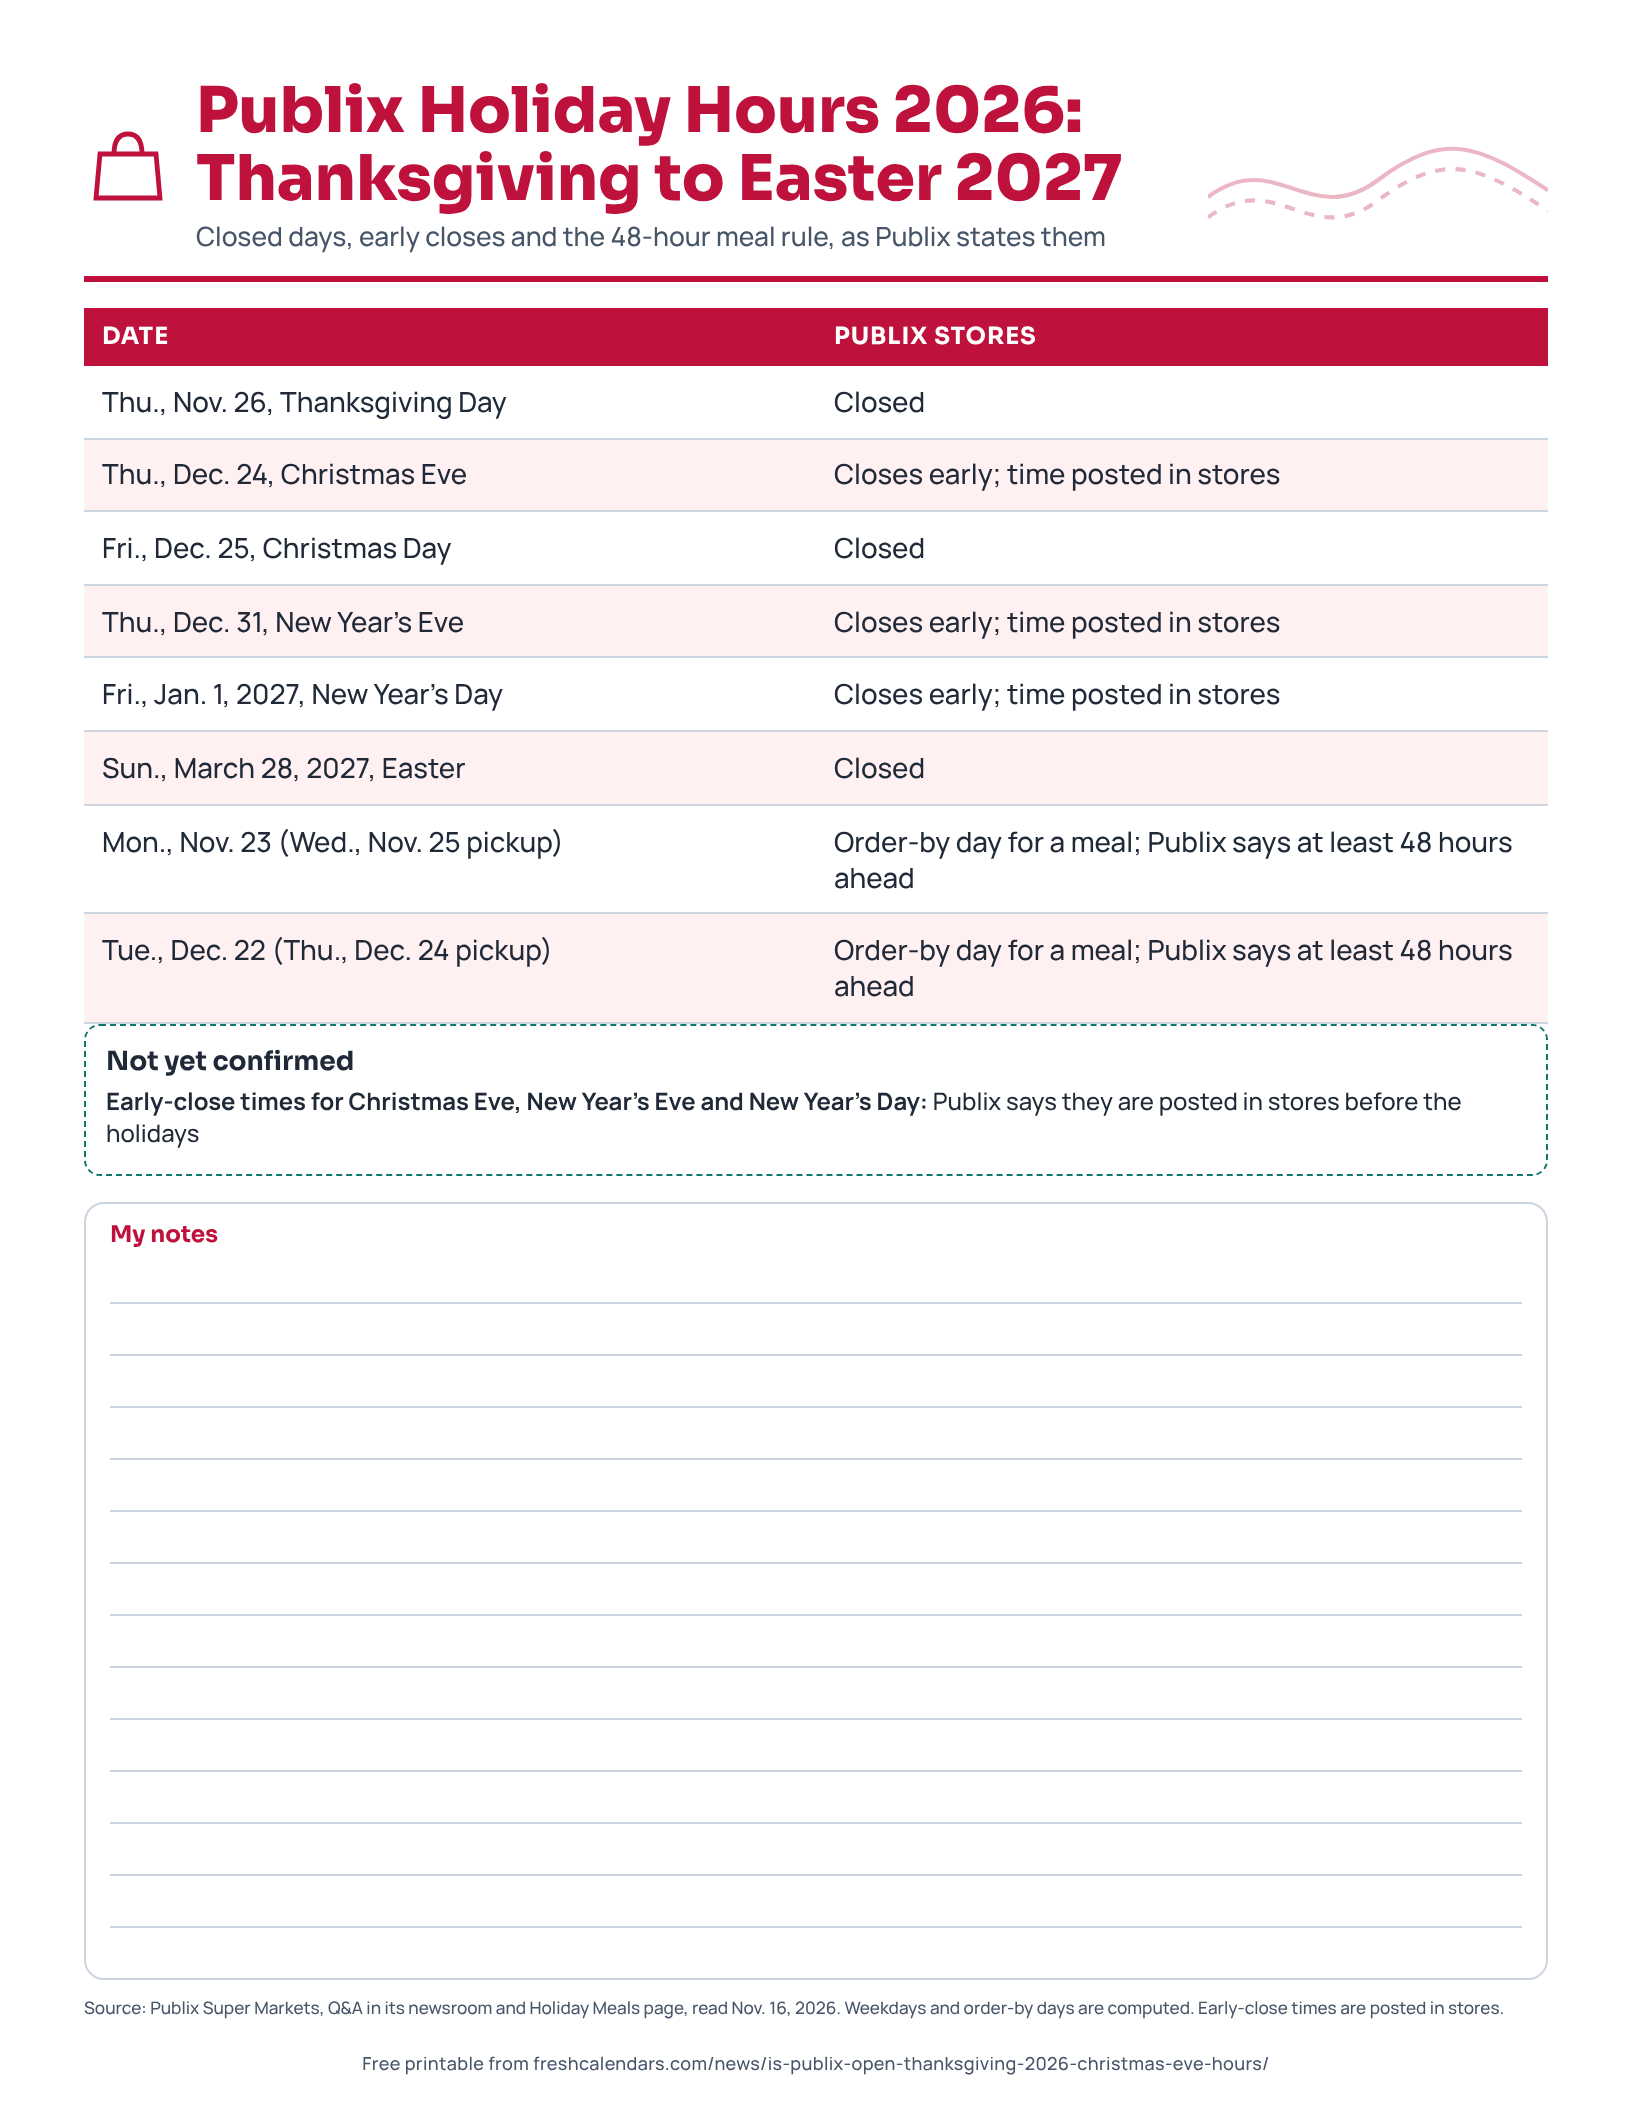 Publix Holiday Hours 2026:
Thanksgiving to Easter 2027
Closed days, early closes and the 48-hour meal rule, as Publix states them
DATE PUBLIX STORES
Thu., Nov. 26, Thanksgiving Day Closed
Thu., Dec. 24, Christmas Eve Closes early; time posted in stores
Fri., Dec. 25, Christmas Day Closed
Thu., Dec. 31, New Year’s Eve Closes early; time posted in stores
Fri., Jan. 1, 2027, New Year’s Day Closes early; time posted in stores
Sun., March 28, 2027, Easter Closed
Mon., Nov. 23 (Wed., Nov. 25 pickup) Order-by day for a meal; Publix says at least 48 hours
ahead
Tue., Dec. 22 (Thu., Dec. 24 pickup) Order-by day for a meal; Publix says at least 48 hours
ahead
Not yet confirmed
Early-close times for Christmas Eve, New Year’s Eve and New Year’s Day: Publix says they are posted in stores before the
holidays
My notes
Source: Publix Super Markets, Q&A in its newsroom and Holiday Meals page, read Nov. 16, 2026. Weekdays and order-by days are computed. Early-close times are posted in stores.
Free printable from freshcalendars.com/news/is-publix-open-thanksgiving-2026-christmas-eve-hours/